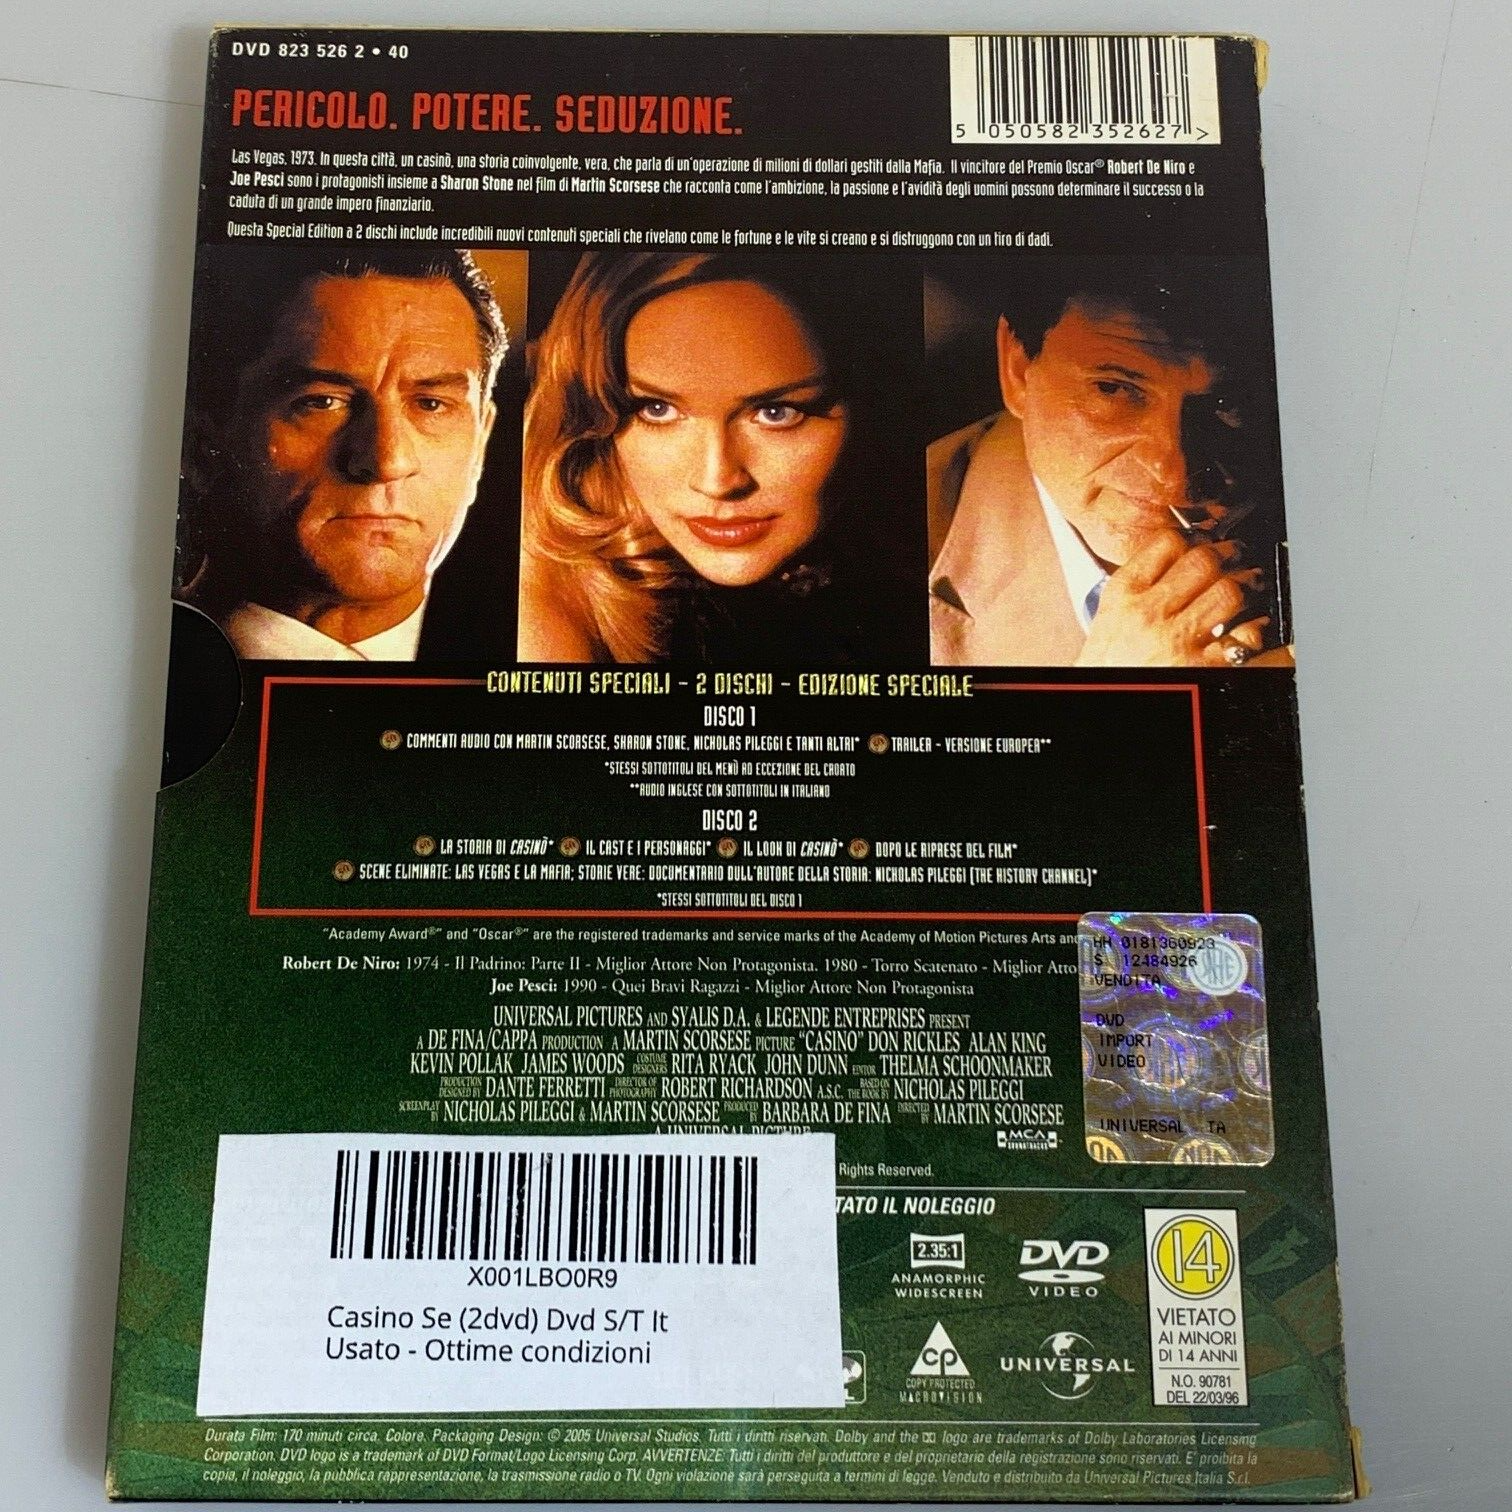 DVD 823 526 2 • 40
5 050582 352627 >
PERICOLO. POTERE. SEDUZIONE.
Las Vegas, 1973. In questa città, un casinò, una storia coinvolgente, vera, che parla di un'operazione di milioni di dollari gestiti dalla Mafia. Il vincitore del Premio Oscar® Robert De Niro e
Joe Pesci sono i protagonisti insieme a Sharon Stone nel film di Martin Scorsese che racconta come l'ambizione, la passione e l'avidità degli uomini possono determinare il successo o la
caduta di un grande impero finanziario.
Questa Special Edition a 2 dischi include incredibili nuovi contenuti speciali che rivelano come le fortune e le vite si creano e si distruggono con un tiro di dadi.
CONTENUTI SPECIALI - 2 DISCHI - EDIZIONE SPECIALE
DISCO 1
COMMENTI AUDIO CON MARTIN SCORSESE, SHARON STONE, NICHOLAS PILEGGI E TANTI ALTRI* TRAILER - VERSIONE EUROPEA**
*STESSI SOTTOTITOLI DEL MENÙ AD ECCEZIONE DEL CROATO
**AUDIO INGLESE CON SOTTOTITOLI IN ITALIANO
DISCO 2
LA STORIA DI CASINÒ* IL CAST E I PERSONAGGI* IL LOOK DI CASINÒ* DOPO LE RIPRESE DEL FILM*
SCENE ELIMINATE: LAS VEGAS E LA MAFIA; STORIE VERE: DOCUMENTARIO DULL'AUTORE DELLA STORIA: NICHOLAS PILEGGI [THE HISTORY CHANNEL]*
*STESSI SOTTOTITOLI DEL DISCO 1
"Academy Award®" and "Oscar®" are the registered trademarks and service marks of the Academy of Motion Pictures Arts and
Robert De Niro: 1974 - Il Padrino: Parte II - Miglior Attore Non Protagonista. 1980 - Torro Scatenato - Miglior Atto
Joe Pesci: 1990 - Quei Bravi Ragazzi - Miglior Attore Non Protagonista
HH 0181360923
S 12484926
VENDITA
DVD
IMPORT
VIDEO
UNIVERSAL TA
UNIVERSAL PICTURES AND SYALIS D.A. & LEGENDE ENTREPRISES PRESENT
A DE FINA/CAPPA PRODUCTION A MARTIN SCORSESE PICTURE "CASINO" DON RICKLES ALAN KING
KEVIN POLLAK JAMES WOODS COSTUME DESIGNERS RITA RYACK JOHN DUNN EDITOR THELMA SCHOONMAKER
PRODUCTION DESIGNED BY DANTE FERRETTI DIRECTOR OF PHOTOGRAPHY ROBERT RICHARDSON A.S.C. BASED ON THE BOOK BY NICHOLAS PILEGGI
SCREENPLAY BY NICHOLAS PILEGGI & MARTIN SCORSESE PRODUCED BY BARBARA DE FINA DIRECTED BY MARTIN SCORSESE
A UNIVERSAL PICTURE
MCA SOUNDTRACKS
Rights Reserved.
TATO IL NOLEGGIO
X001LBO0R9
Casino Se (2dvd) Dvd S/T It
Usato - Ottime condizioni
2.35:1
ANAMORPHIC
WIDESCREEN
DVD
VIDEO
CP
COPY PROTECTED
MACROVISION
UNIVERSAL
14
VIETATO
AI MINORI
DI 14 ANNI
N.O. 90781
DEL 22/03/96
Durata Film: 170 minuti circa. Colore. Packaging Design: © 2005 Universal Studios. Tutti i diritti riservati. Dolby and the logo are trademarks of Dolby Laboratories Licensing
Corporation. DVD logo is a trademark of DVD Format/Logo Licensing Corp. AVVERTENZE: Tutti i diritti del produttore e del proprietario della registrazione sono riservati. E' proibita la
copia, il noleggio, la pubblica rappresentazione, la trasmissione radio o TV. Ogni violazione sarà perseguita a termini di legge. Venduto e distribuito da Universal Pictures Italia S.r.l.